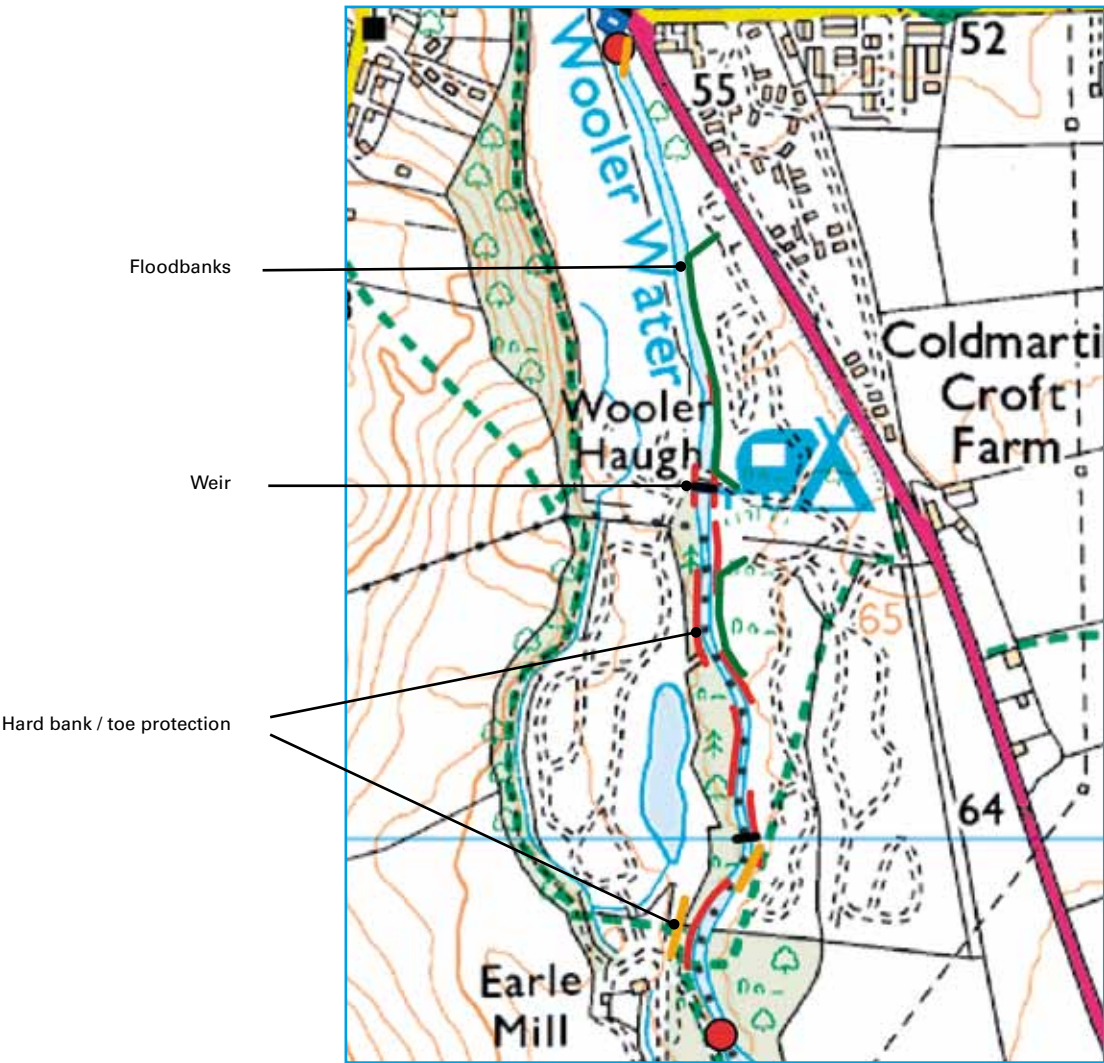 Floodbanks
Weir
Hard bank / toe protection
Wooler Water
52
55
Coldmarti
Croft
Farm
Wooler
Haugh
65
64
Earle
Mill